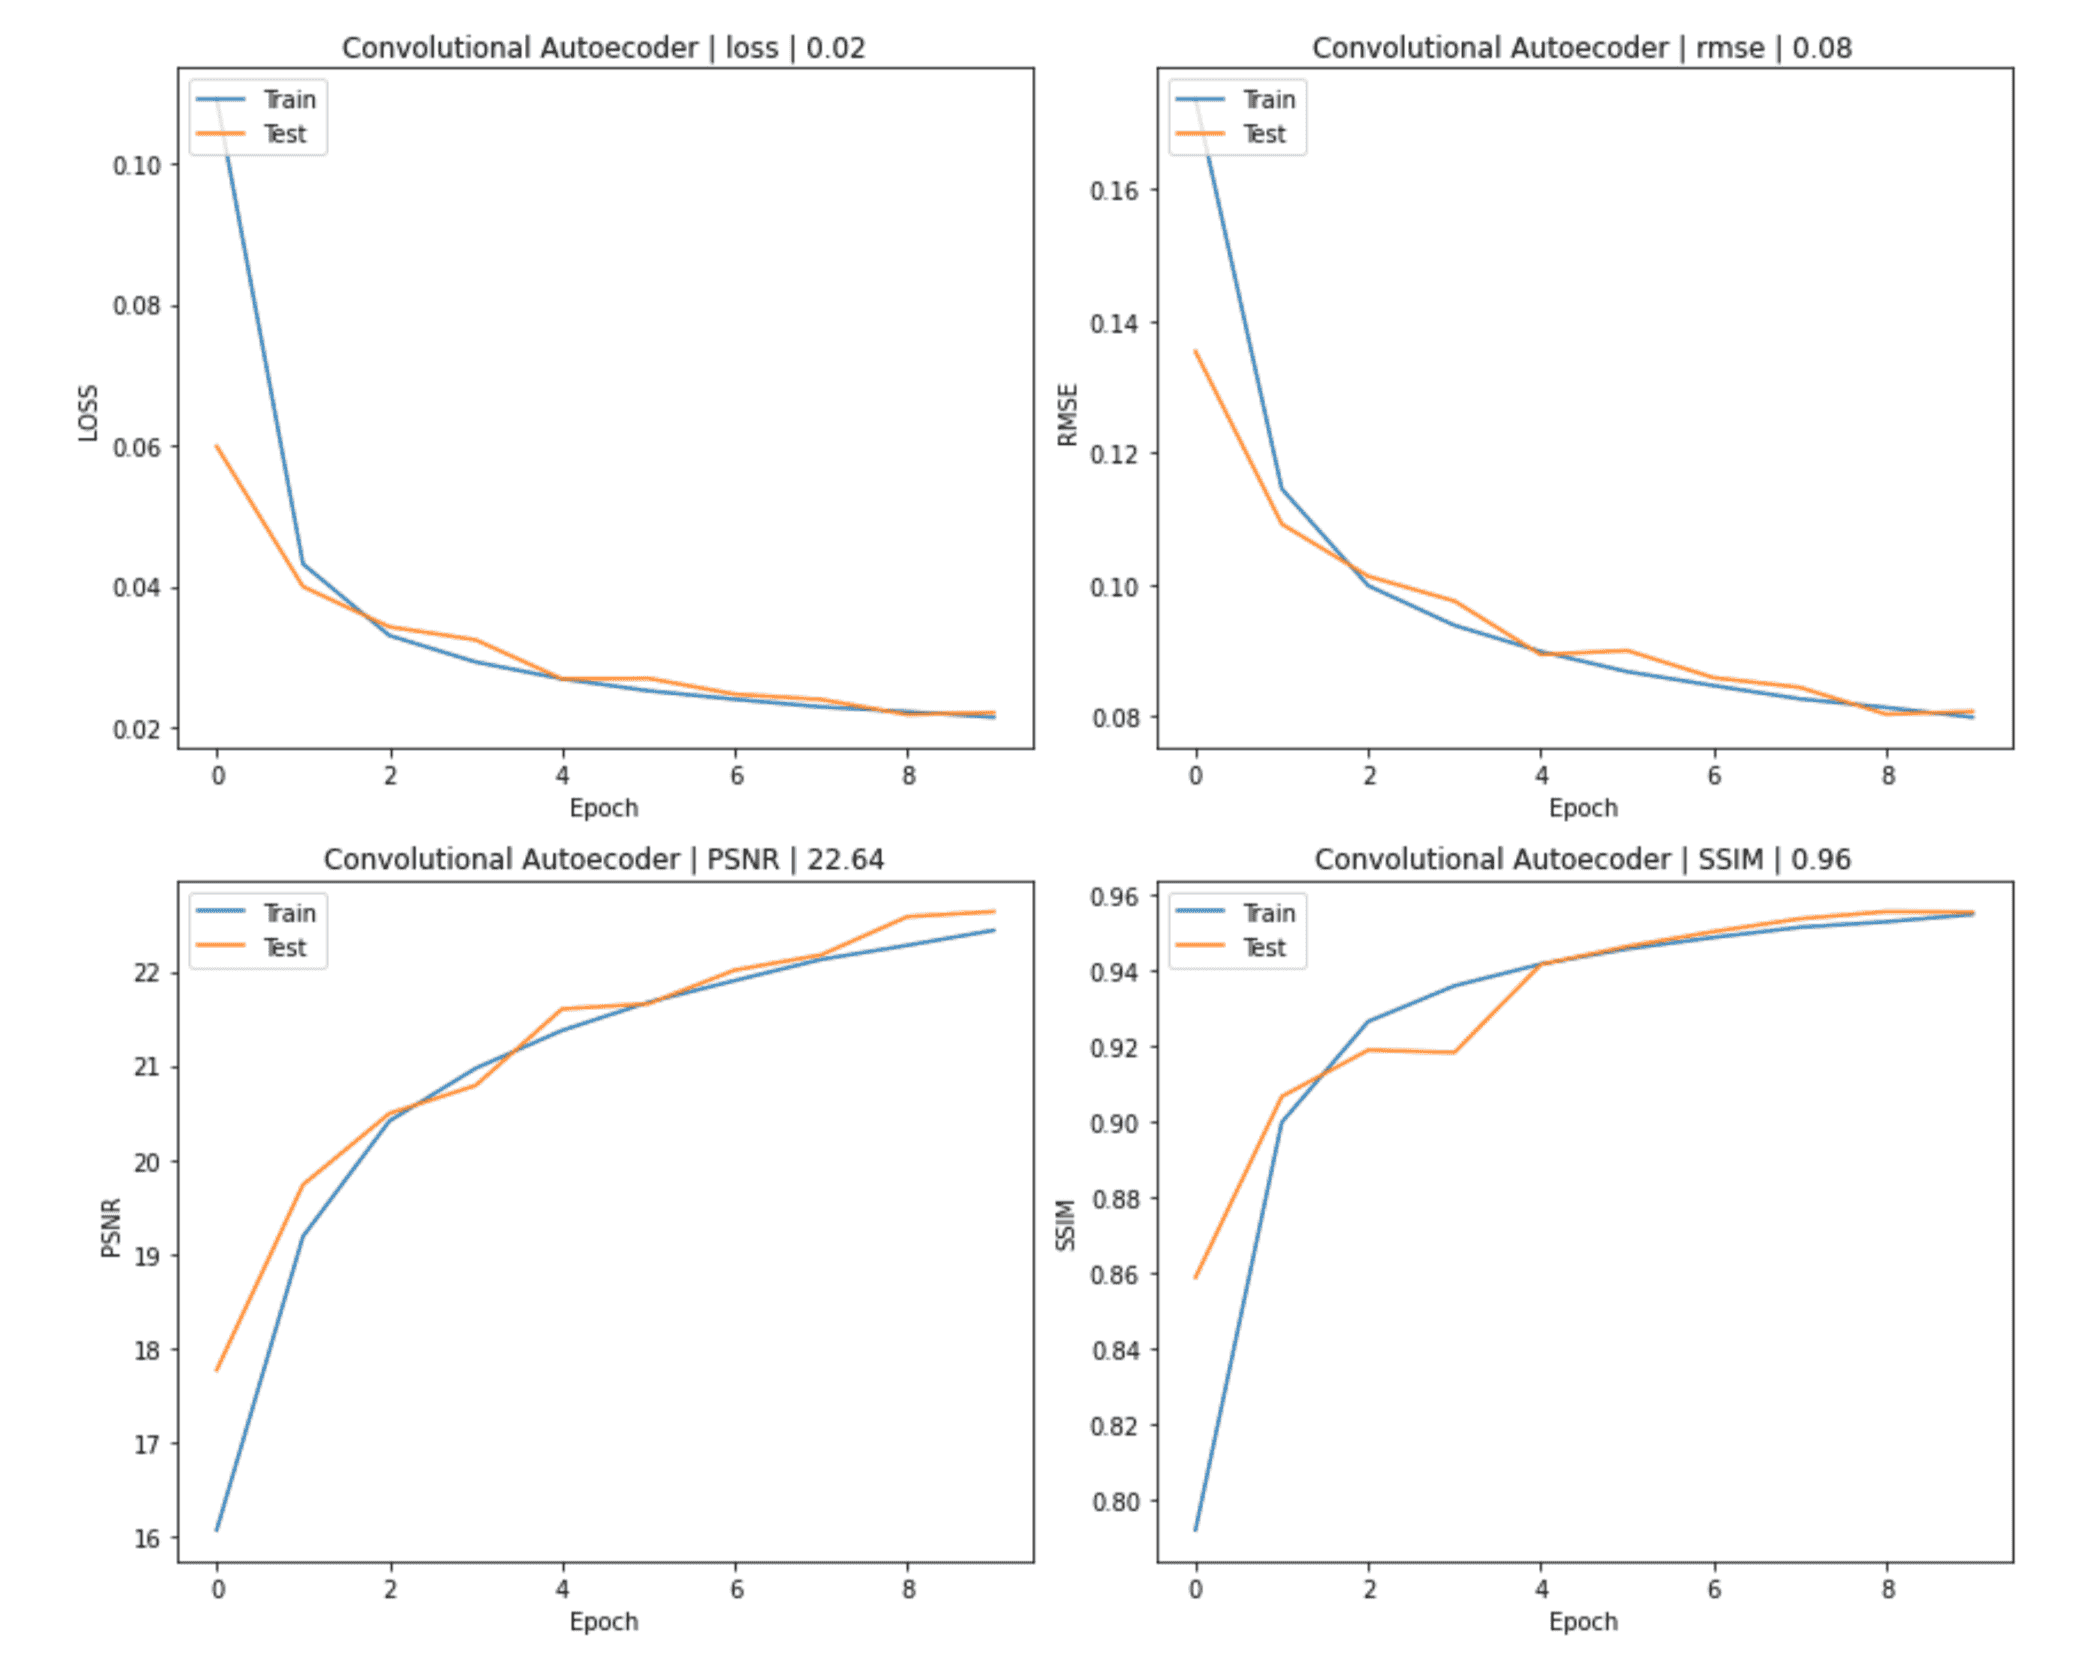 Convolutional Autoecoder | loss | 0.02
Train
Test
0.10
0.08
0.06
0.04
0.02
LOSS
0
2
4
6
8
Epoch
Convolutional Autoecoder | rmse | 0.08
Train
Test
0.16
0.14
0.12
0.10
0.08
RMSE
0
2
4
6
8
Epoch
Convolutional Autoecoder | PSNR | 22.64
Train
Test
22
21
20
19
18
17
16
PSNR
0
2
4
6
8
Epoch
Convolutional Autoecoder | SSIM | 0.96
Train
Test
0.96
0.94
0.92
0.90
0.88
0.86
0.84
0.82
0.80
SSIM
0
2
4
6
8
Epoch